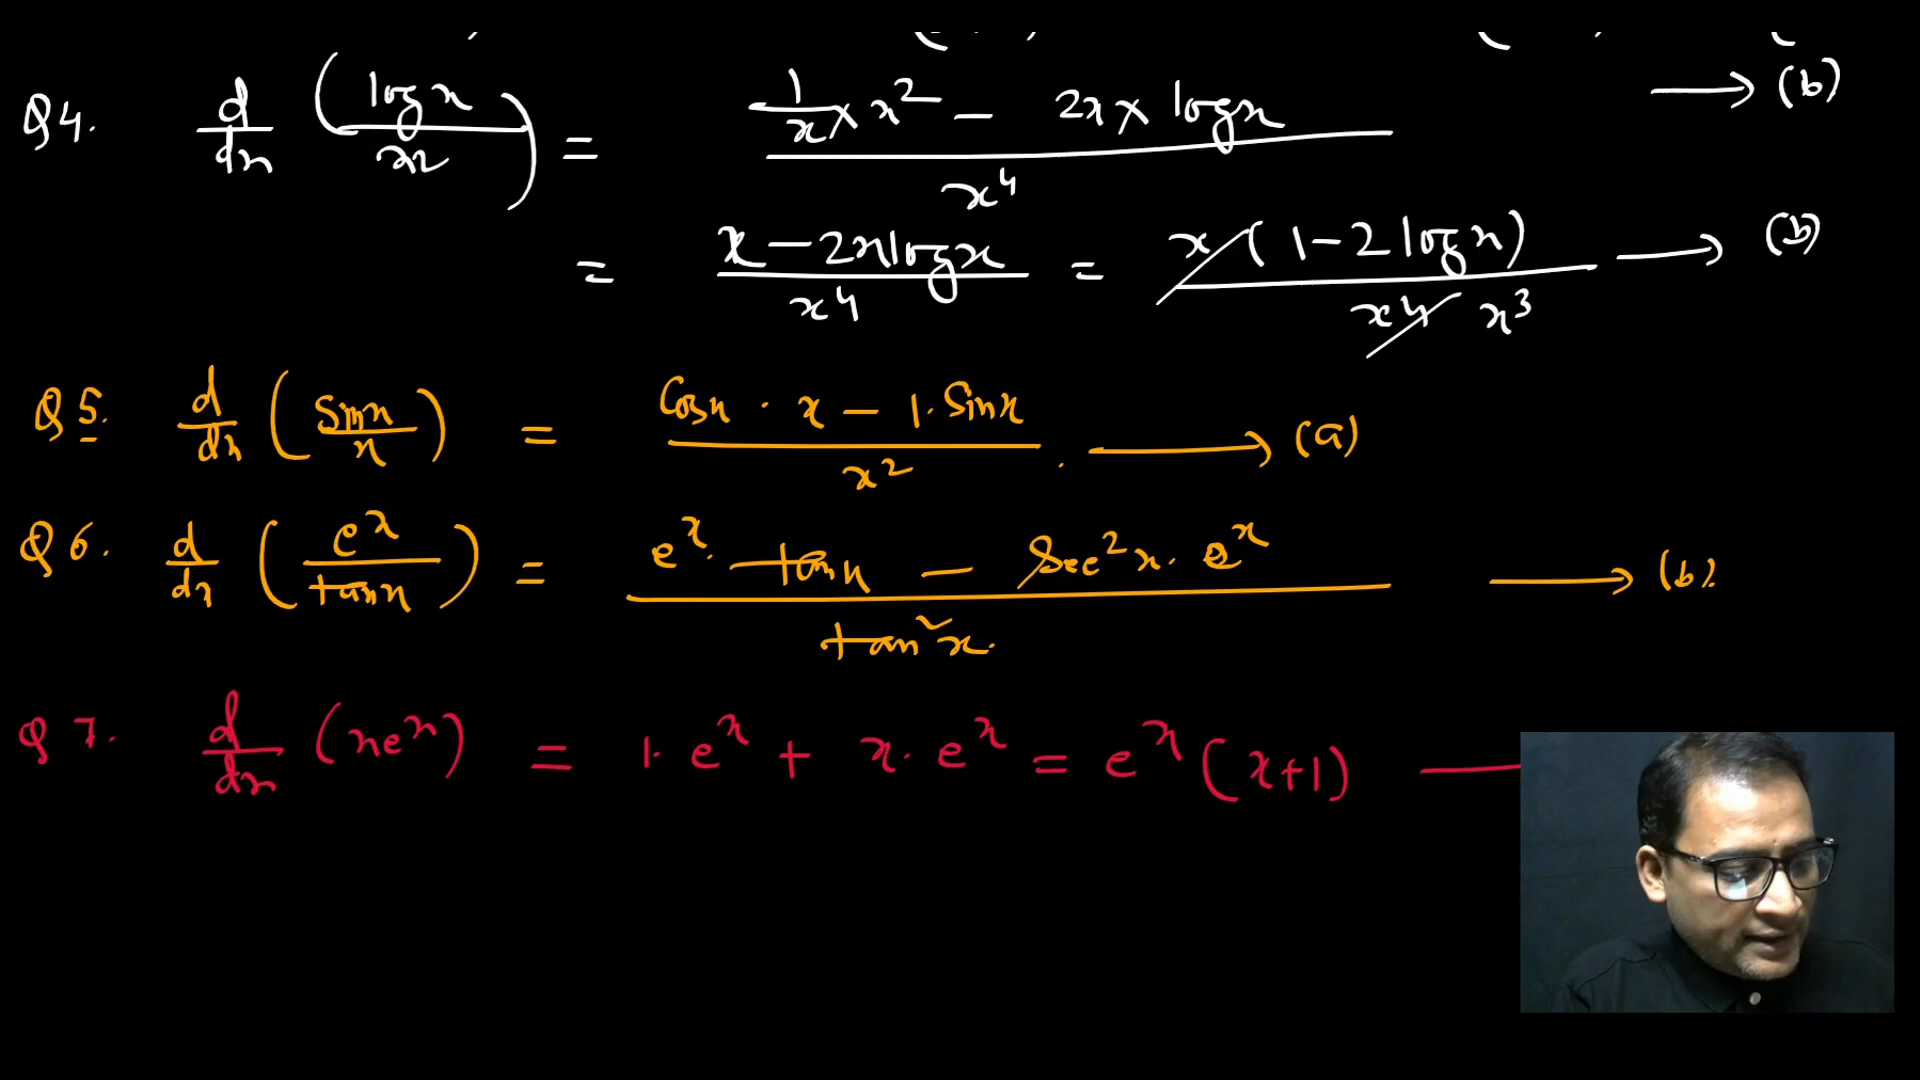 Q4. d/dx (log x / x2) = (1/x × x² − 2x × log x) / x⁴ → (b)
= (x − 2x log x) / x⁴ = x (1 − 2 log x) / x⁴ x³ → (b)
Q5. d/dx (Sin x / x) = (Cos x · x − 1. Sin x) / x² . → (a)
Q6. d/dx (eˣ / tan x) = (eˣ. tan x − Sec² x. eˣ) / tan² x. → (b).
Q7. d/dx (xeˣ) = 1. eˣ + x. eˣ = eˣ (x+1)